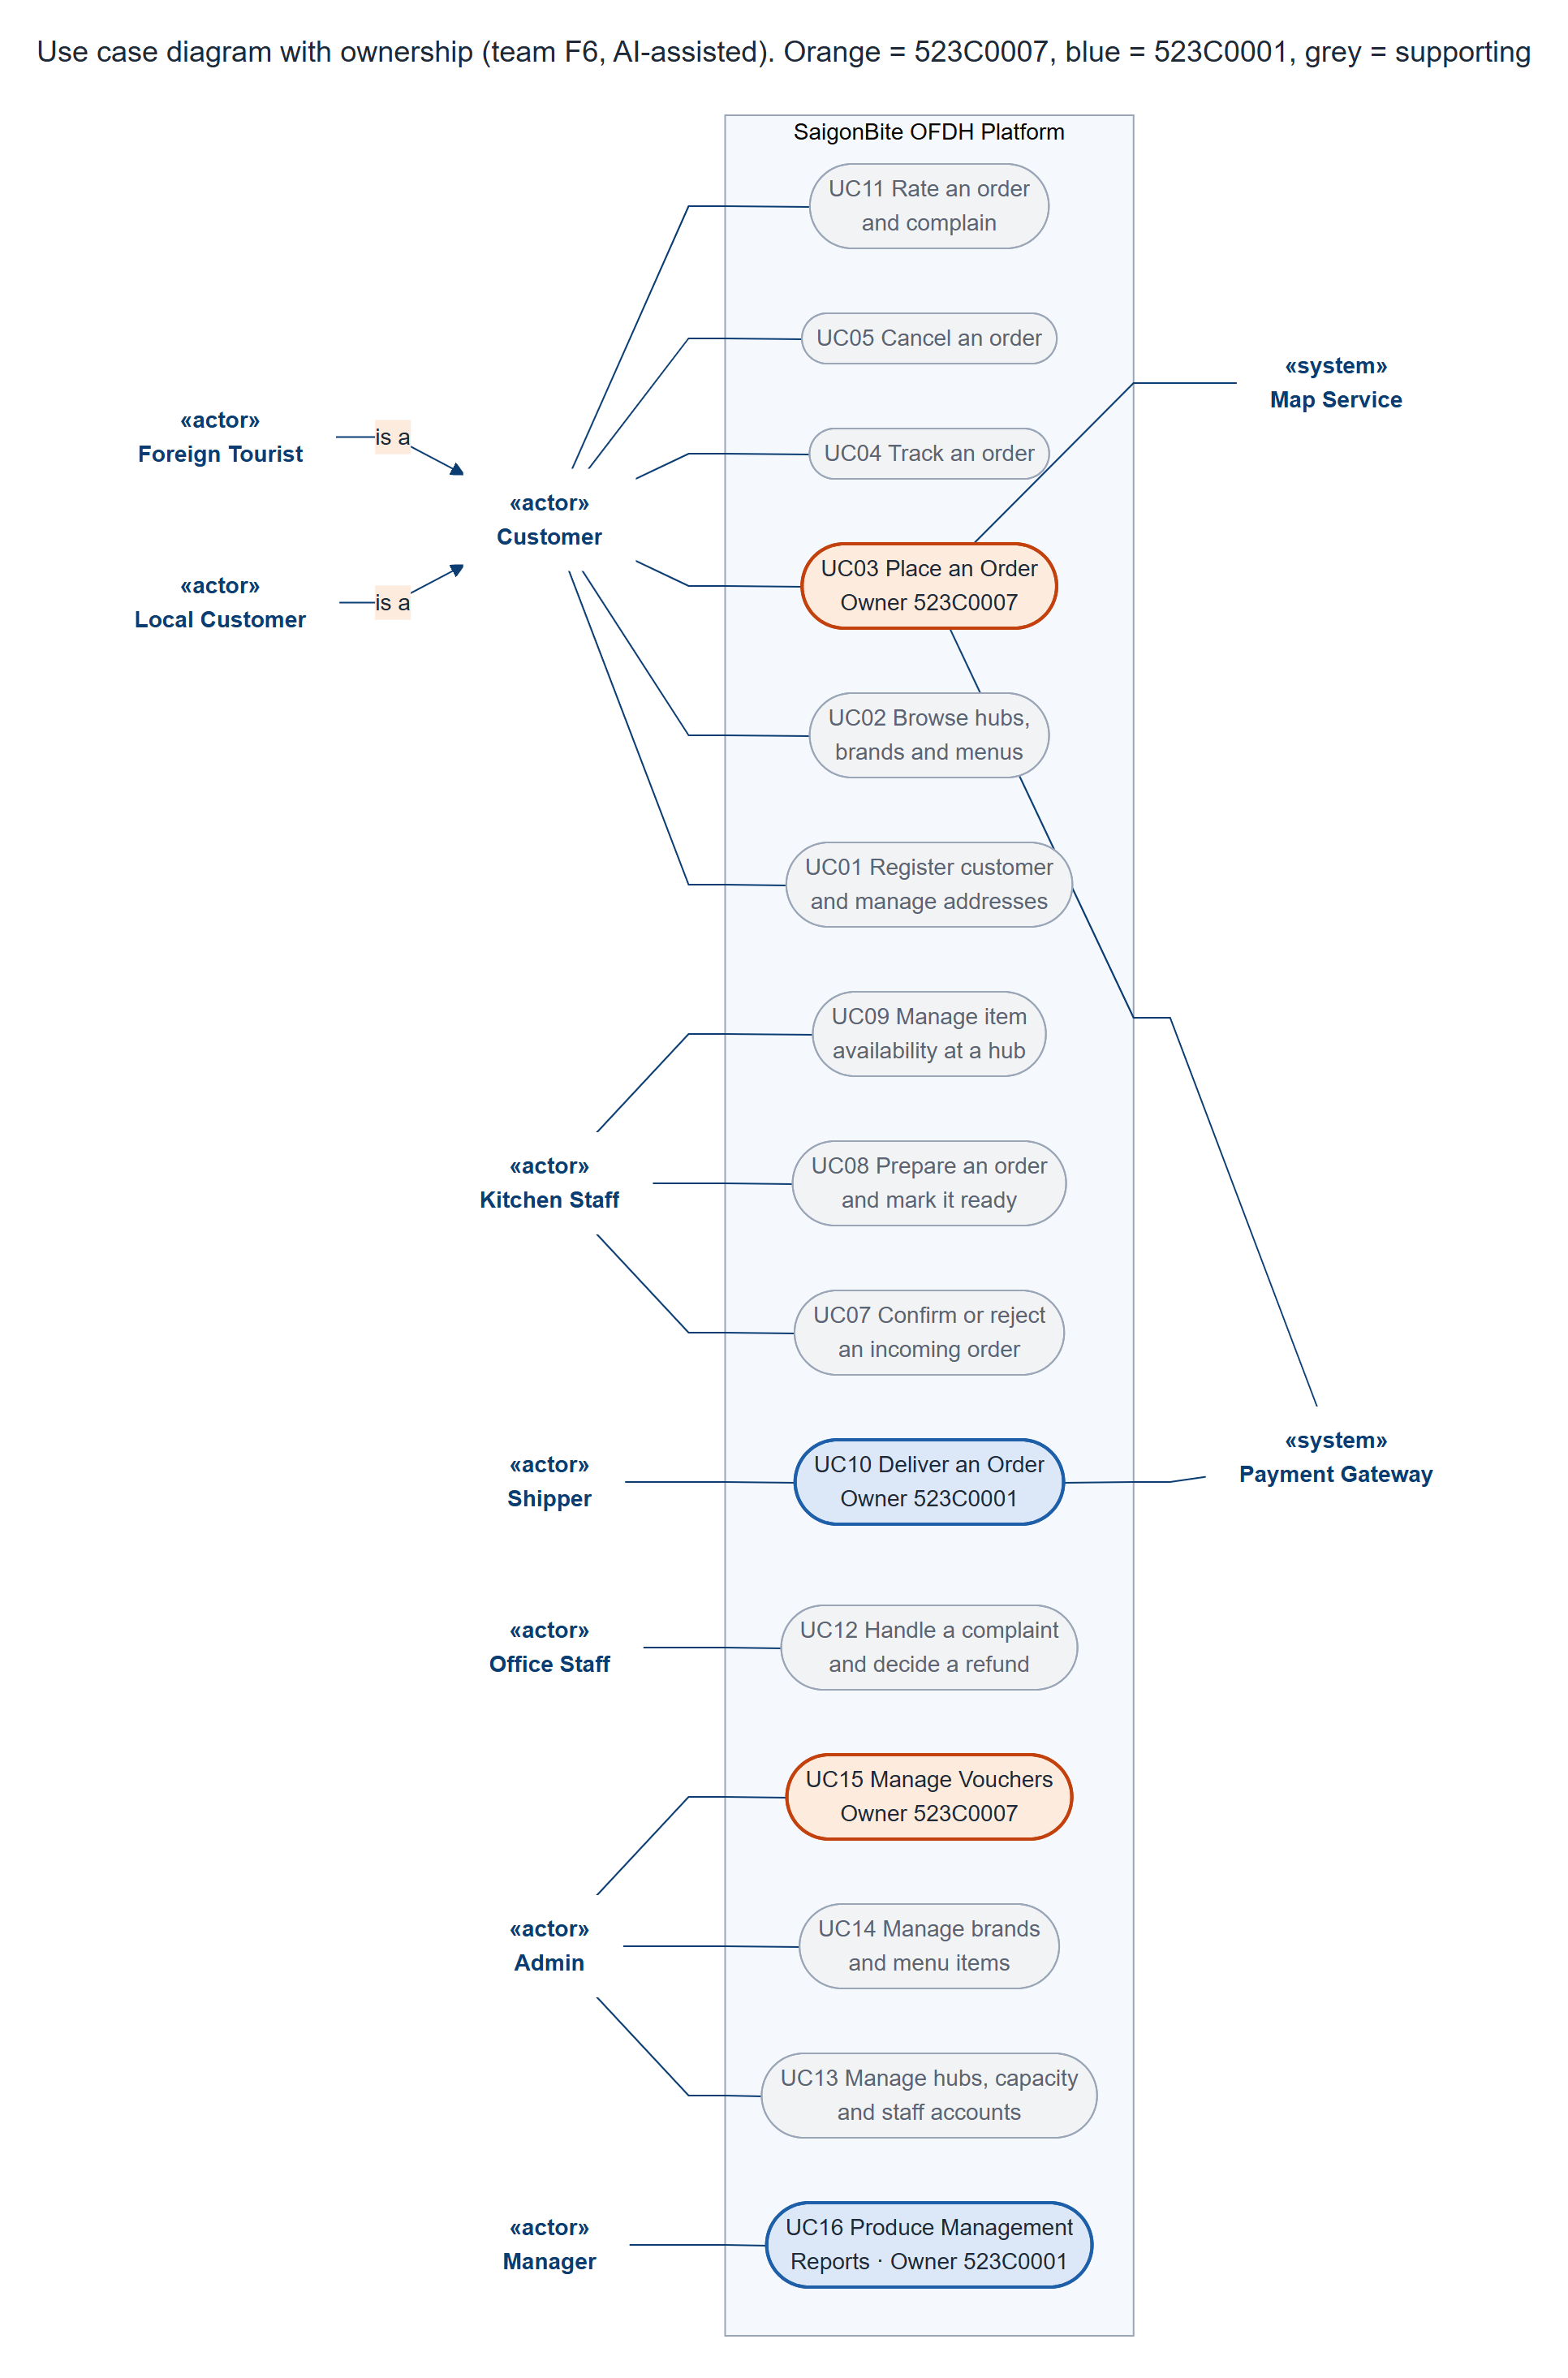 Use case diagram with ownership (team F6, AI-assisted). Orange = 523C0007, blue = 523C0001, grey = supporting
SaigonBite OFDH Platform
UC11 Rate an order
and complain
UC05 Cancel an order
«system»
Map Service
«actor»
Foreign Tourist
is a
UC04 Track an order
«actor»
Customer
UC03 Place an Order
Owner 523C0007
«actor»
Local Customer
is a
UC02 Browse hubs,
brands and menus
UC01 Register customer
and manage addresses
UC09 Manage item
availability at a hub
«actor»
Kitchen Staff
UC08 Prepare an order
and mark it ready
UC07 Confirm or reject
an incoming order
«actor»
Shipper
UC10 Deliver an Order
Owner 523C0001
«system»
Payment Gateway
«actor»
Office Staff
UC12 Handle a complaint
and decide a refund
UC15 Manage Vouchers
Owner 523C0007
«actor»
Admin
UC14 Manage brands
and menu items
UC13 Manage hubs, capacity
and staff accounts
«actor»
Manager
UC16 Produce Management
Reports · Owner 523C0001